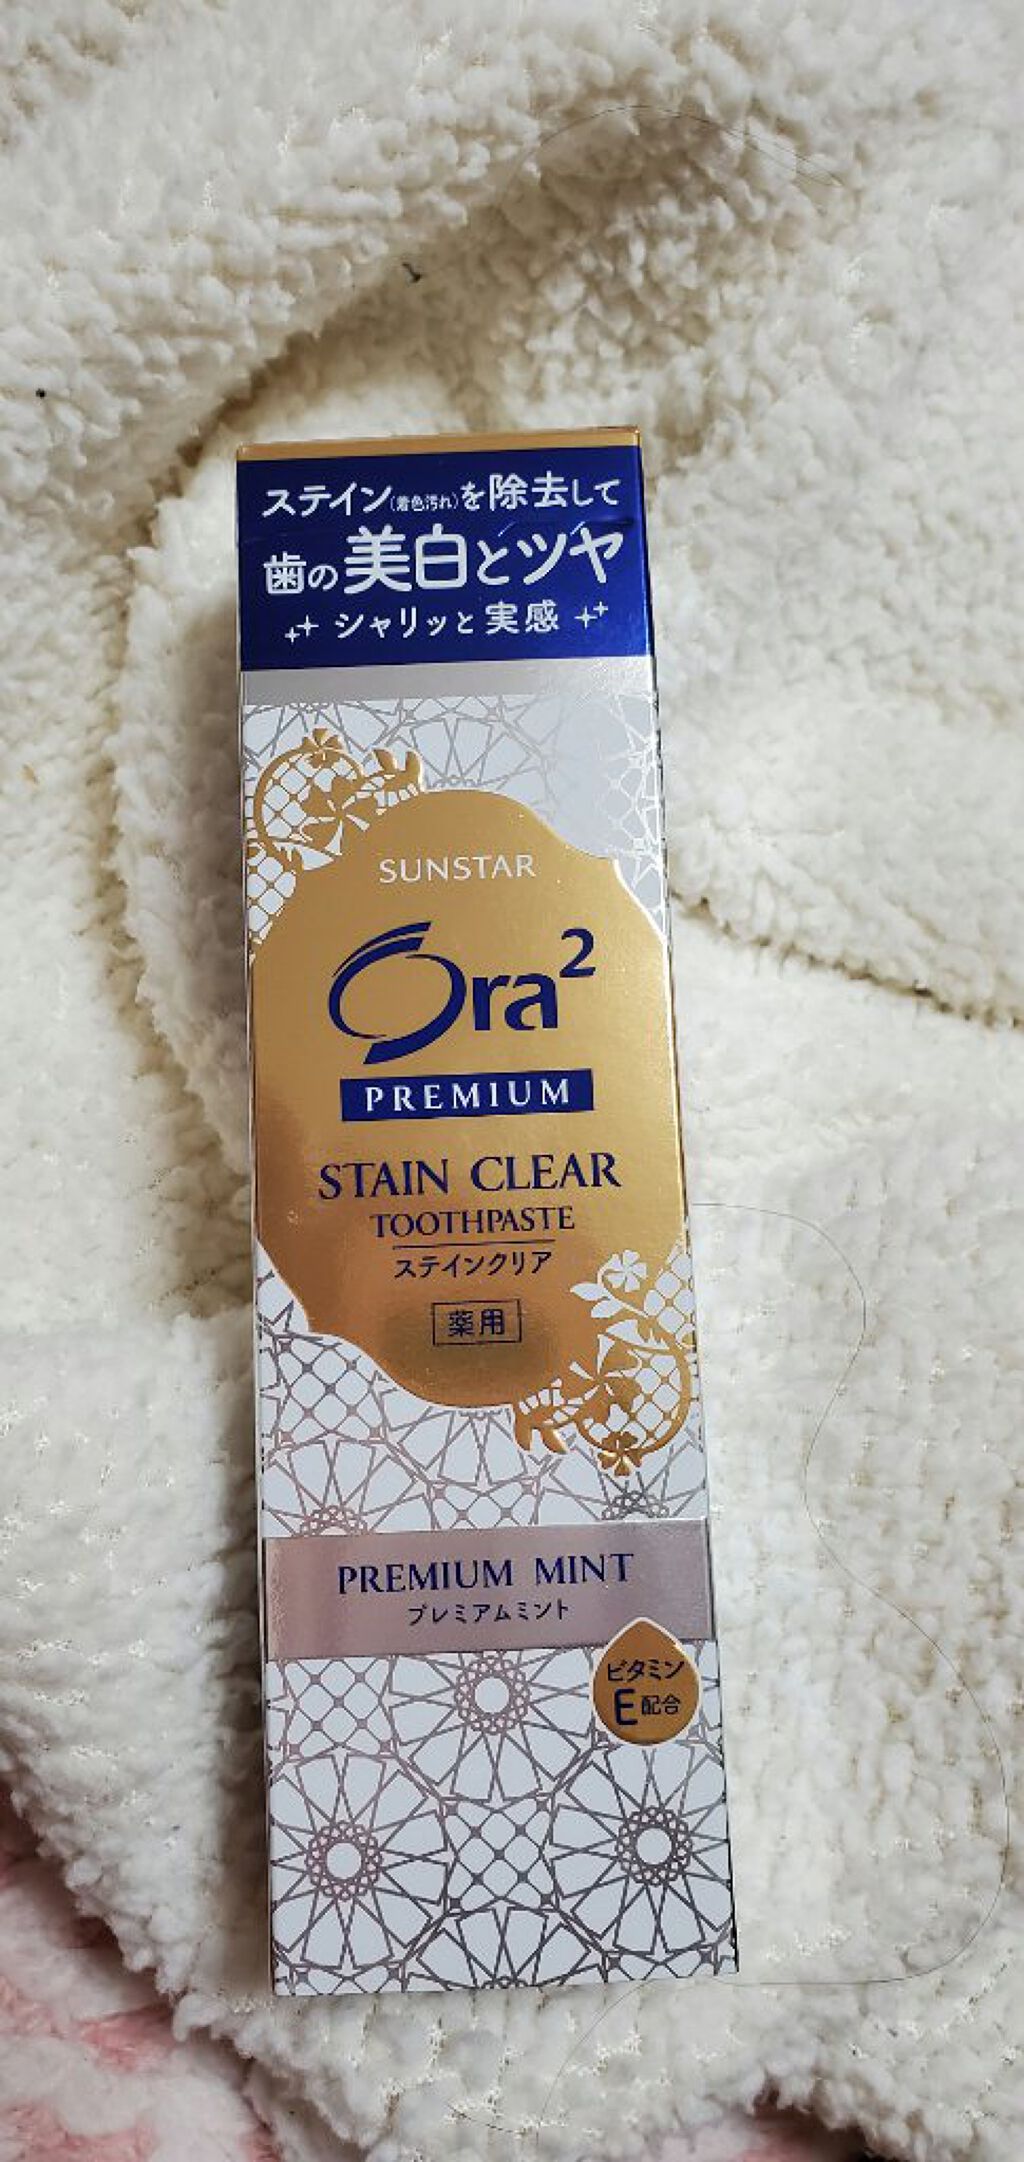 ステイン(着色汚れ)を除去して
歯の美白とツヤ
シャリッと実感
SUNSTAR
Ora²
PREMIUM
STAIN CLEAR
TOOTHPASTE
ステインクリア
薬用
PREMIUM MINT
プレミアムミント
ビタミン
E配合